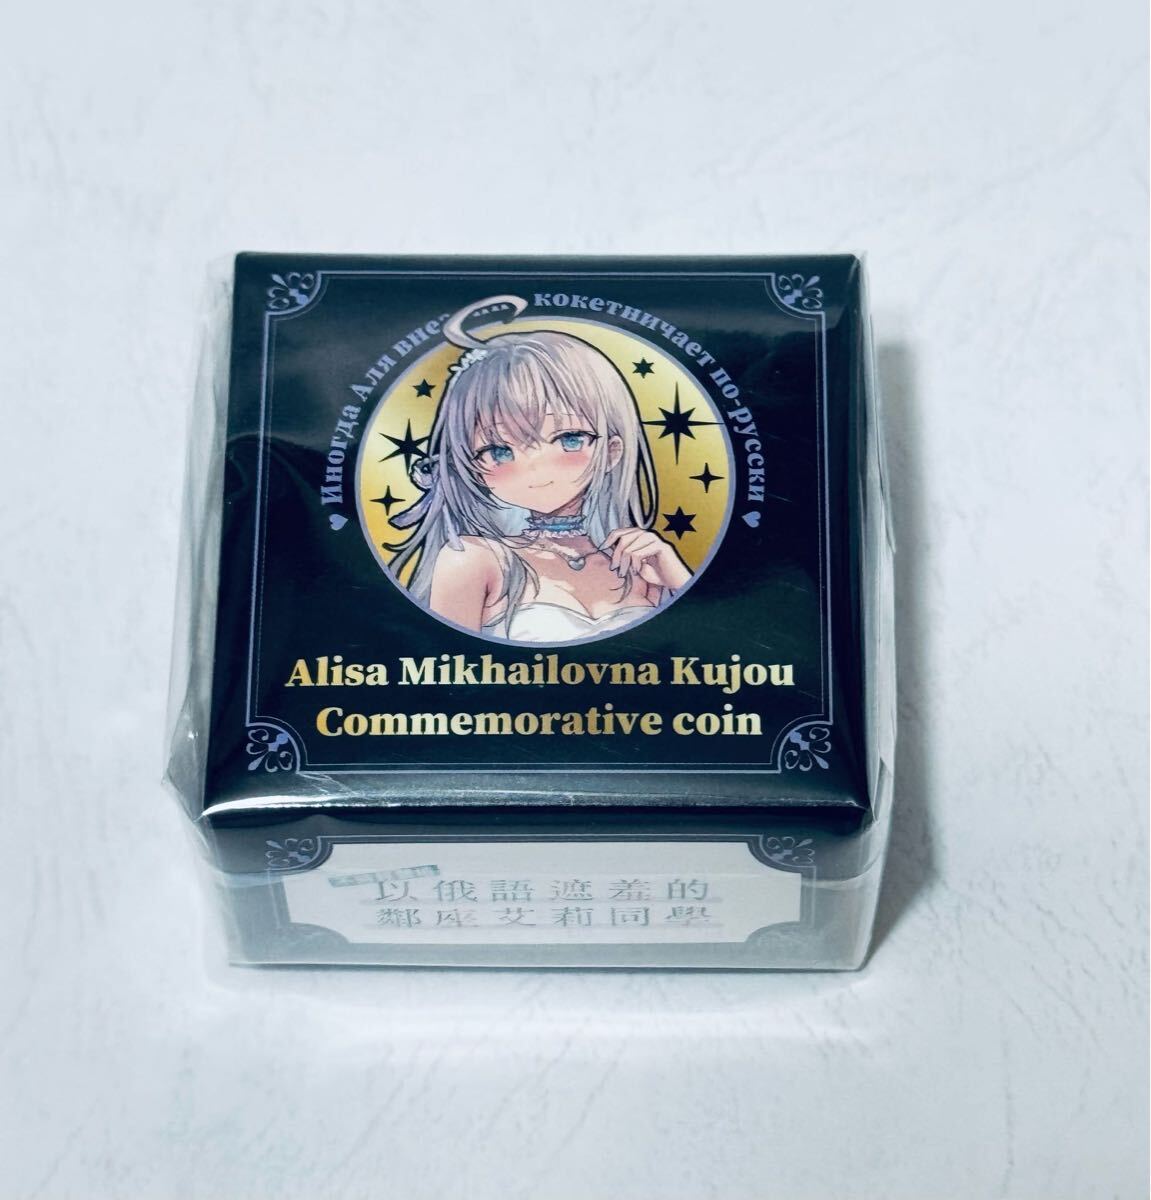 Иногда Аля кокетничает по-русски
Alisa Mikhailovna Kujou
Commemorative coin
以俄語遮羞的
鄰座艾莉同學